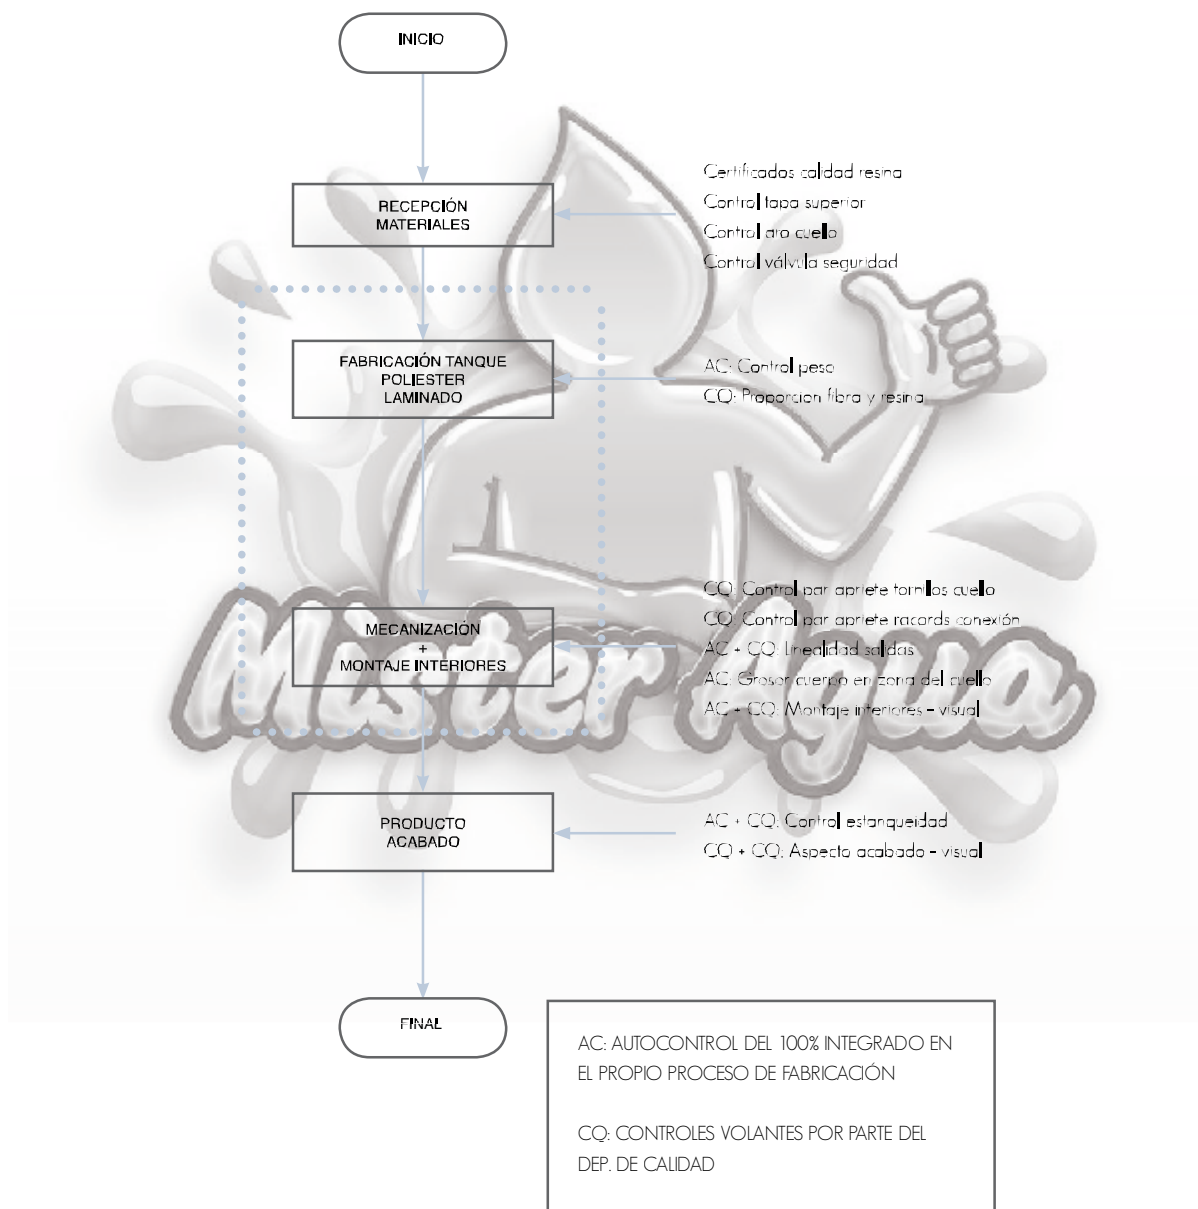 INICIO
RECEPCIÓN
MATERIALES
Certificados calidad resina
Control tapa superior
Control aro cuello
Control válvula seguridad
FABRICACIÓN TANQUE
POLIESTER
LAMINADO
AC: Control peso
CQ: Proporcion fibra y resina
MECANIZACIÓN
+
MONTAJE INTERIORES
CQ: Control par apriete tornillos cuello
CQ: Control par apriete racords conexión
AC + CQ: Linealidad saldas
AC: Grosor cuerpo en zona del cuello
AC + CQ: Montaje interiores - visual
Mister Agua
PRODUCTO
ACABADO
AC + CQ: Control estanqueidad
CQ + CQ: Aspecto acabado - visual
FINAL
AC: AUTOCONTROL DEL 100% INTEGRADO EN
EL PROPIO PROCESO DE FABRICACIÓN
CQ: CONTROLES VOLANTES POR PARTE DEL
DEP. DE CALIDAD